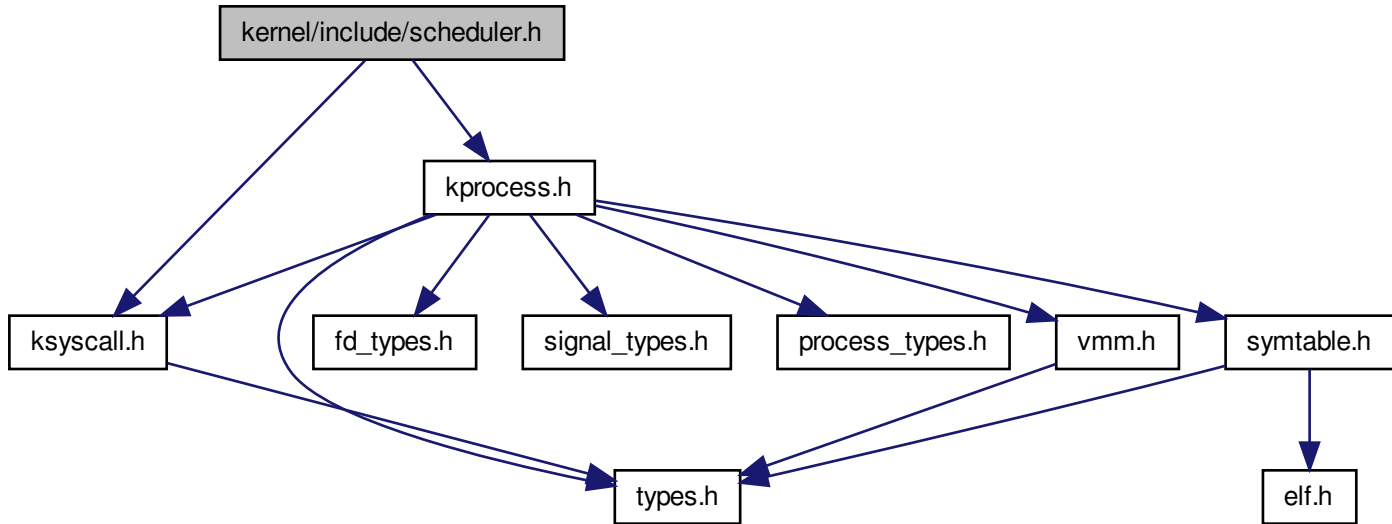 kernel/include/scheduler.h
kprocess.h
ksyscall.h
fd_types.h
signal_types.h
process_types.h
vmm.h
symtable.h
types.h
elf.h